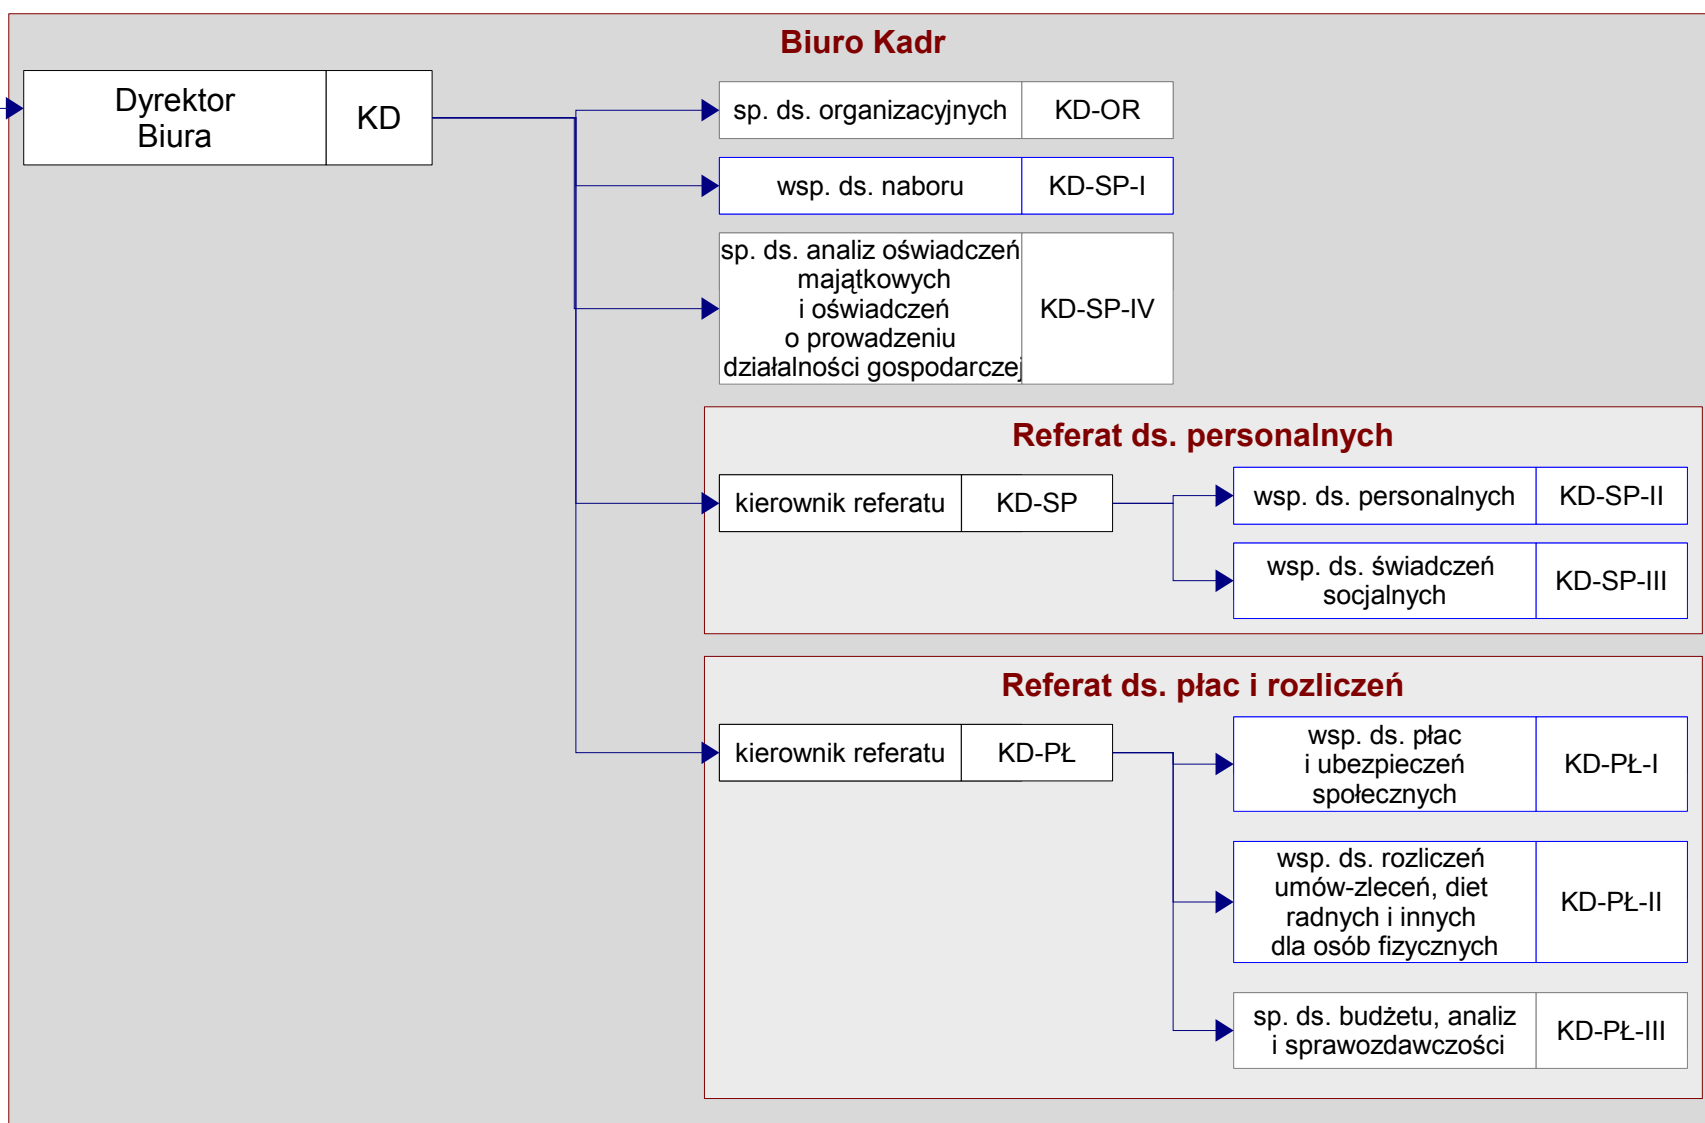 Biuro Kadr
Dyrektor
Biura
KD
sp. ds. organizacyjnych
KD-OR
wsp. ds. naboru
KD-SP-I
sp. ds. analiz oświadczeń
majątkowych
i oświadczeń
o prowadzeniu
działalności gospodarczej
KD-SP-IV
Referat ds. personalnych
kierownik referatu
KD-SP
wsp. ds. personalnych
KD-SP-II
wsp. ds. świadczeń
socjalnych
KD-SP-III
Referat ds. płac i rozliczeń
kierownik referatu
KD-PŁ
wsp. ds. płac
i ubezpieczeń
społecznych
KD-PŁ-I
wsp. ds. rozliczeń
umów-zleceń, diet
radnych i innych
dla osób fizycznych
KD-PŁ-II
sp. ds. budżetu, analiz
i sprawozdawczości
KD-PŁ-III